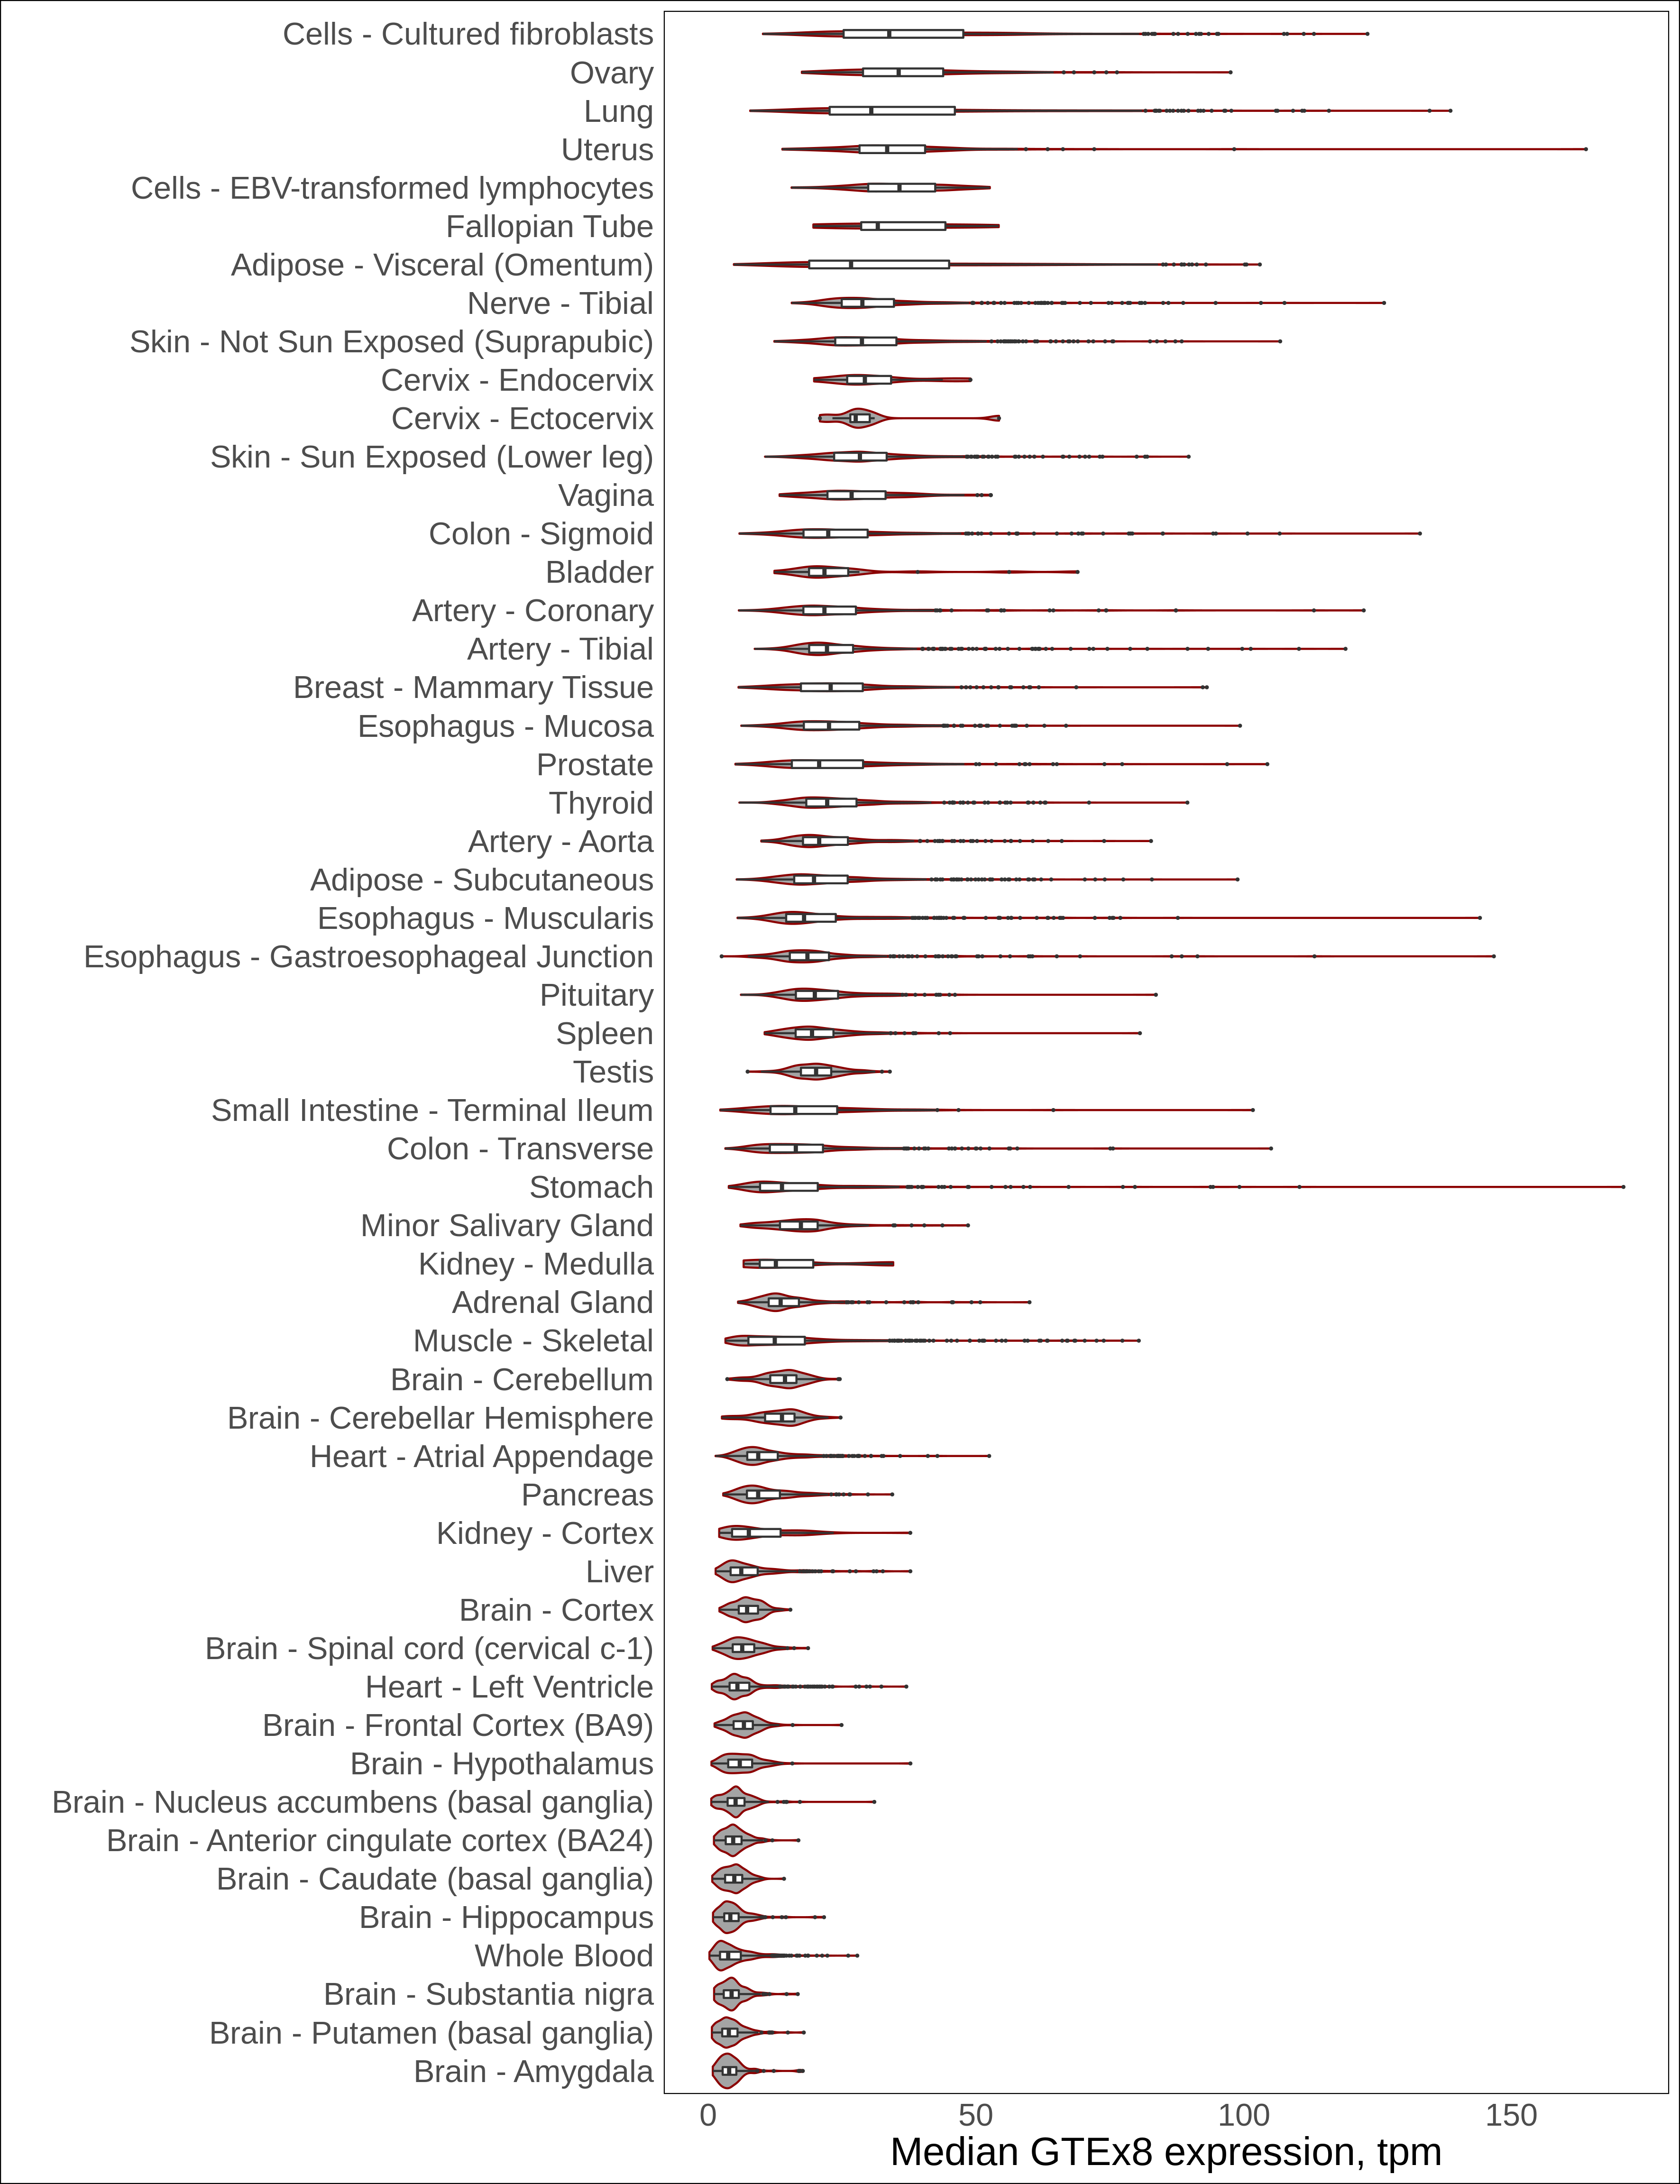 Cells - Cultured fibroblasts
Ovary
Lung
Uterus
Cells - EBV-transformed lymphocytes
Fallopian Tube
Adipose - Visceral (Omentum)
Nerve - Tibial
Skin - Not Sun Exposed (Suprapubic)
Cervix - Endocervix
Cervix - Ectocervix
Skin - Sun Exposed (Lower leg)
Vagina
Colon - Sigmoid
Bladder
Artery - Coronary
Artery - Tibial
Breast - Mammary Tissue
Esophagus - Mucosa
Prostate
Thyroid
Artery - Aorta
Adipose - Subcutaneous
Esophagus - Muscularis
Esophagus - Gastroesophageal Junction
Pituitary
Spleen
Testis
Small Intestine - Terminal Ileum
Colon - Transverse
Stomach
Minor Salivary Gland
Kidney - Medulla
Adrenal Gland
Muscle - Skeletal
Brain - Cerebellum
Brain - Cerebellar Hemisphere
Heart - Atrial Appendage
Pancreas
Kidney - Cortex
Liver
Brain - Cortex
Brain - Spinal cord (cervical c-1)
Heart - Left Ventricle
Brain - Frontal Cortex (BA9)
Brain - Hypothalamus
Brain - Nucleus accumbens (basal ganglia)
Brain - Anterior cingulate cortex (BA24)
Brain - Caudate (basal ganglia)
Brain - Hippocampus
Whole Blood
Brain - Substantia nigra
Brain - Putamen (basal ganglia)
Brain - Amygdala
0 50 100 150
Median GTEx8 expression, tpm